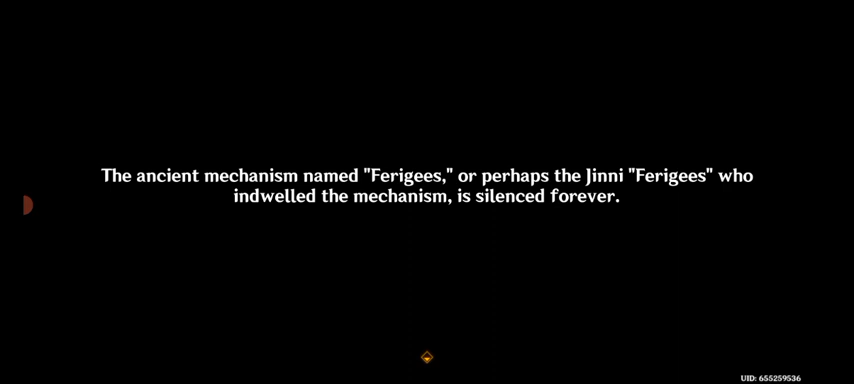 The ancient mechanism named "Ferigees," or perhaps the Jinni "Ferigees" who
indwelled the mechanism, is silenced forever.
UID: 655259536